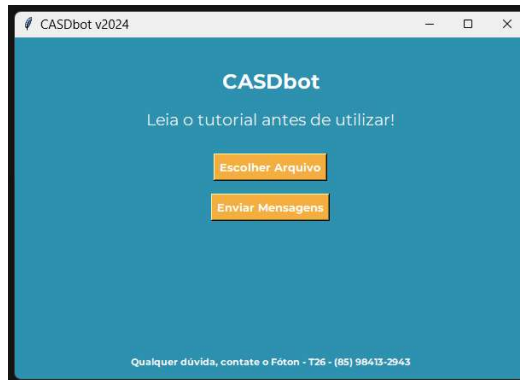 CASDbot v2024
CASDbot
Leia o tutorial antes de utilizar!
Escolher Arquivo
Enviar Mensagens
Qualquer dúvida, contate o Fóton - T26 - (85) 98413-2943